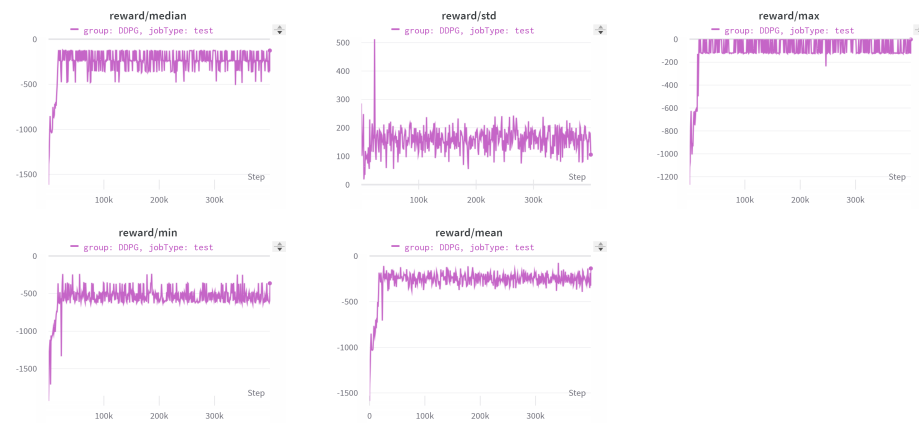 reward/median
group: DDPG, jobType: test
0
-500
-1000
-1500
Step
100k
200k
300k
reward/std
group: DDPG, jobType: test
500
400
300
200
100
0
Step
100k
200k
300k
reward/max
group: DDPG, jobType: test
0
-200
-400
-600
-800
-1000
-1200
Step
100k
200k
300k
reward/min
group: DDPG, jobType: test
0
-500
-1000
-1500
Step
100k
200k
300k
reward/mean
group: DDPG, jobType: test
0
-500
-1000
-1500
Step
0
100k
200k
300k